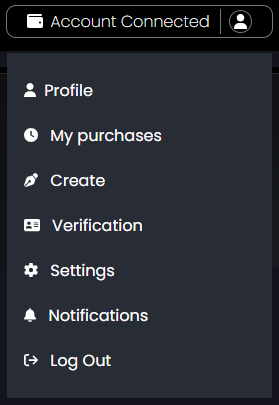 Account Connected
Profile
My purchases
Create
Verification
Settings
Notifications
Log Out